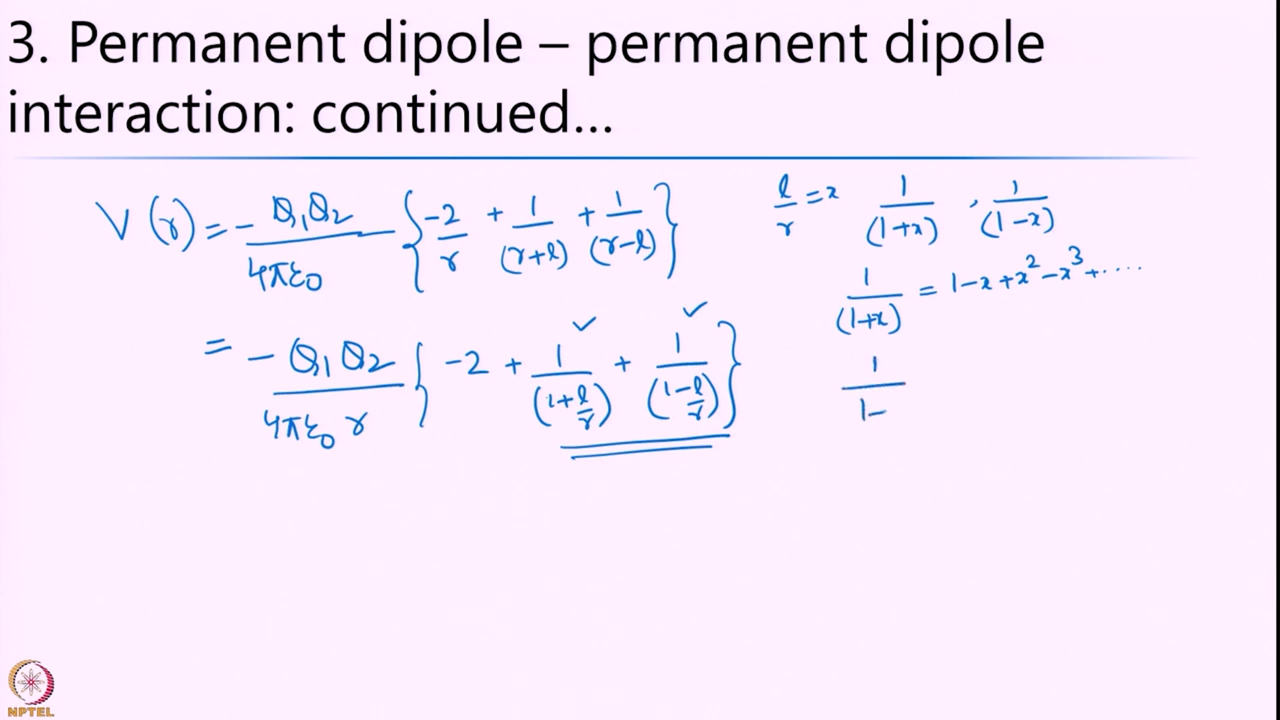 3. Permanent dipole – permanent dipole
interaction: continued...
V(r) = - Q₁Q₂ / 4πε₀ { -2/r + 1/(r+l) + 1/(r-l) }
= - Q₁Q₂ / 4πε₀ r { -2 + 1/(1+l/r) + 1/(1-l/r) }
l/r = x 1/(1+x) , 1/(1-x)
1/(1+x) = 1-x+x²-x³+....
1/1-
NPTEL